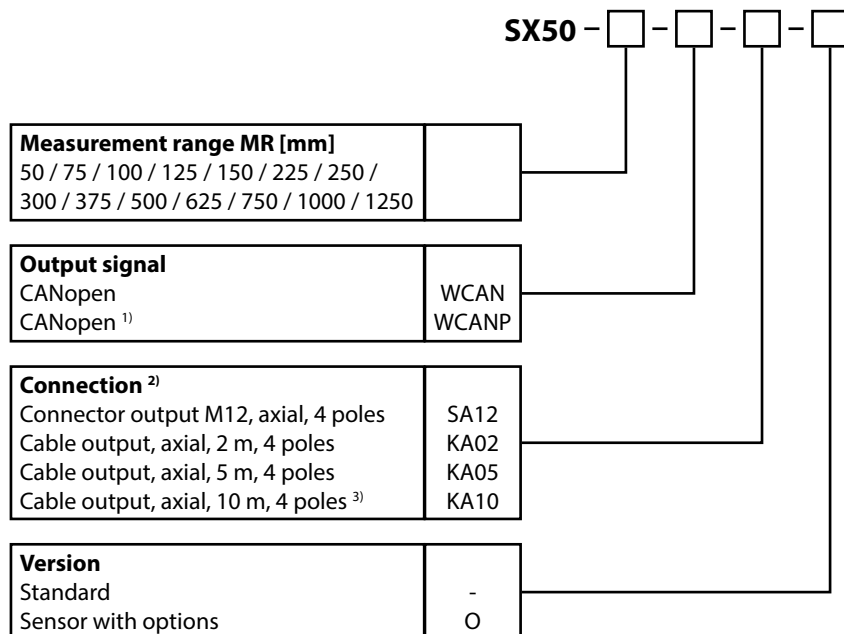 SX50 – – – –
Measurement range MR [mm]
50 / 75 / 100 / 125 / 150 / 225 / 250 /
300 / 375 / 500 / 625 / 750 / 1000 / 1250
Output signal
CANopen WCAN
CANopen 1) WCANP
Connection 2)
Connector output M12, axial, 4 poles SA12
Cable output, axial, 2 m, 4 poles KA02
Cable output, axial, 5 m, 4 poles KA05
Cable output, axial, 10 m, 4 poles 3) KA10
Version
Standard -
Sensor with options O